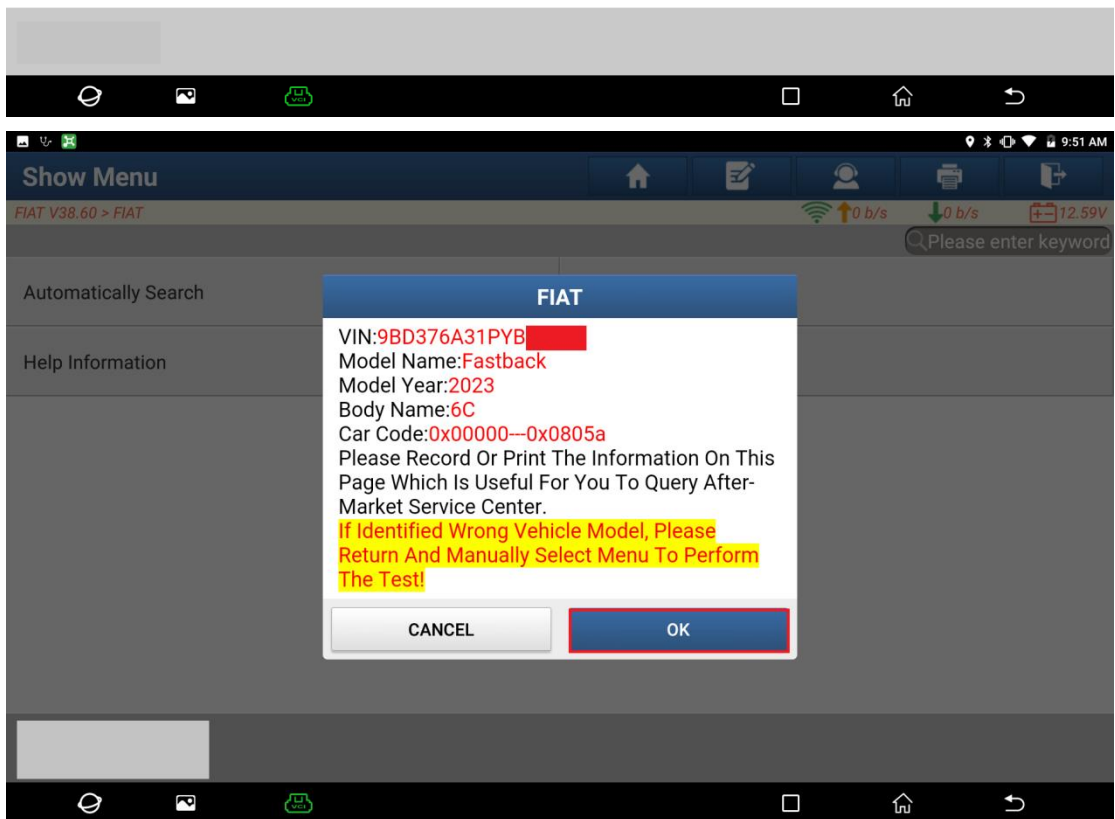 VCI
9:51 AM
Show Menu
FIAT V38.60 > FIAT
0 b/s
0 b/s
12.59V
Please enter keyword
Automatically Search
Help Information
FIAT
VIN:9BD376A31PYB
Model Name:Fastback
Model Year:2023
Body Name:6C
Car Code:0x00000---0x0805a
Please Record Or Print The Information On This
Page Which Is Useful For You To Query After-
Market Service Center.
If Identified Wrong Vehicle Model, Please
Return And Manually Select Menu To Perform
The Test!
CANCEL
OK
VCI